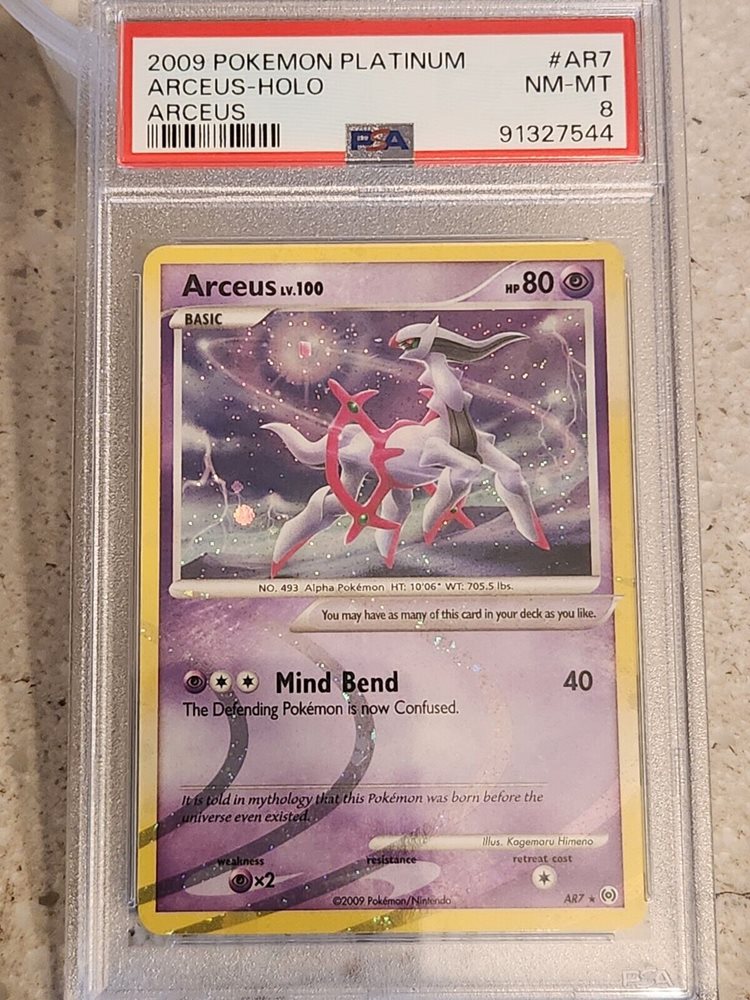 2009 POKEMON PLATINUM #AR7
ARCEUS-HOLO NM-MT
ARCEUS 8
PSA 91327544
Arceus LV.100 HP 80
BASIC
NO. 493 Alpha Pokémon HT: 10'06" WT: 705.5 lbs.
You may have as many of this card in your deck as you like.
Mind Bend 40
The Defending Pokémon is now Confused.
It is told in mythology that this Pokémon was born before the
universe even existed.
Illus. Kagemaru Himeno
weakness resistance retreat cost
×2
©2009 Pokémon/Nintendo AR7
PSA